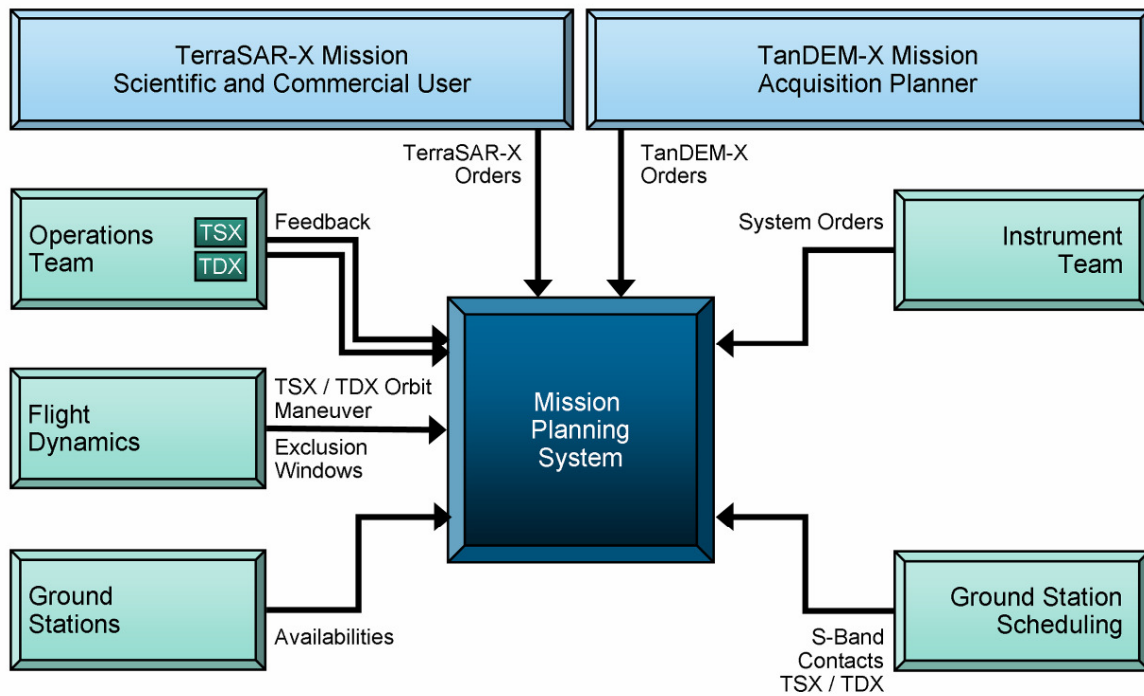 TerraSAR-X Mission
Scientific and Commercial User
TanDEM-X Mission
Acquisition Planner
TerraSAR-X
Orders
TanDEM-X
Orders
Operations
Team
TSX
TDX
Feedback
System Orders
Instrument
Team
Flight
Dynamics
TSX / TDX Orbit
Maneuver
Exclusion
Windows
Mission
Planning
System
Ground
Stations
Availabilities
S-Band
Contacts
TSX / TDX
Ground Station
Scheduling